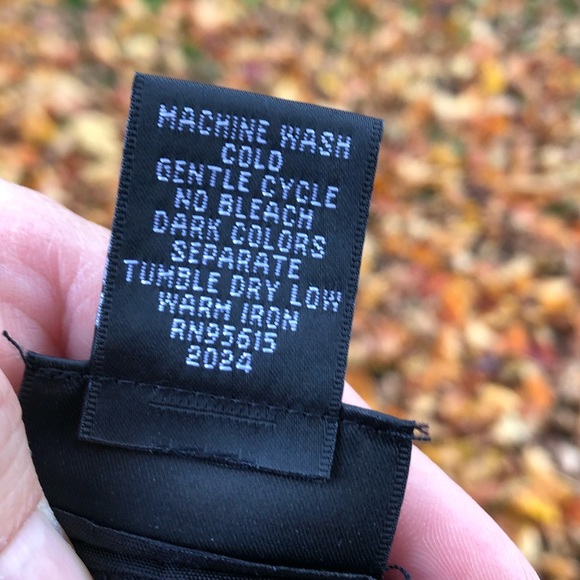 MACHINE WASH
COLD
GENTLE CYCLE
NO BLEACH
DARK COLORS
SEPARATE
TUMBLE DRY LOW
WARM IRON
RN95615
2024